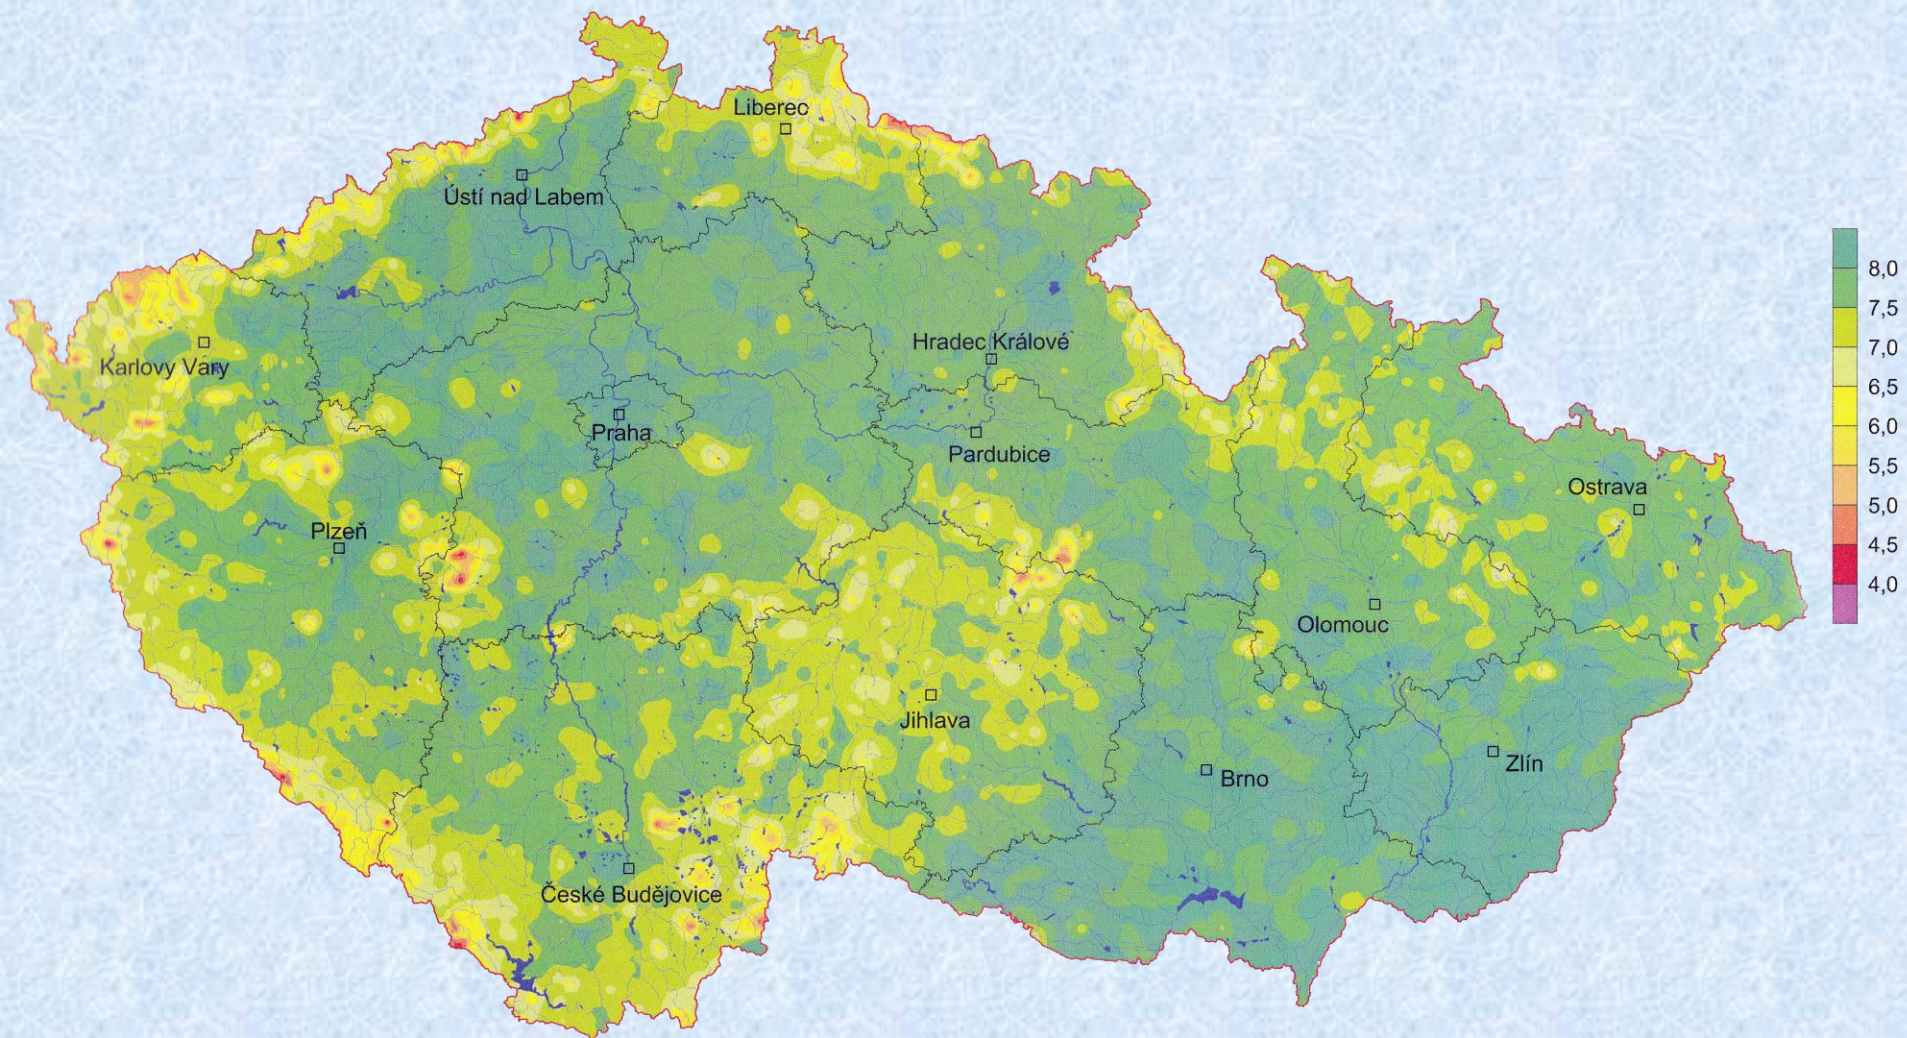 Liberec
Ústí nad Labem
Karlovy Vary
Hradec Králové
Praha
Pardubice
Plzeň
Ostrava
Olomouc
Jihlava
Brno
Zlín
České Budějovice
8,0
7,5
7,0
6,5
6,0
5,5
5,0
4,5
4,0